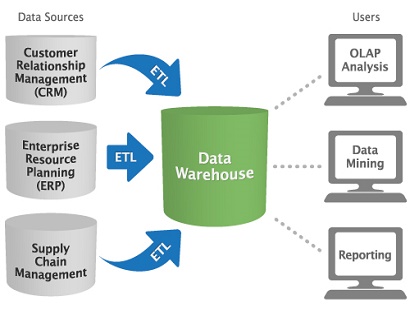 Data Sources
Users
Customer
Relationship
Management
(CRM)
ETL
OLAP
Analysis
Enterprise
Resource
Planning
(ERP)
ETL
Data
Warehouse
Data
Mining
Supply
Chain
Management
ETL
Reporting